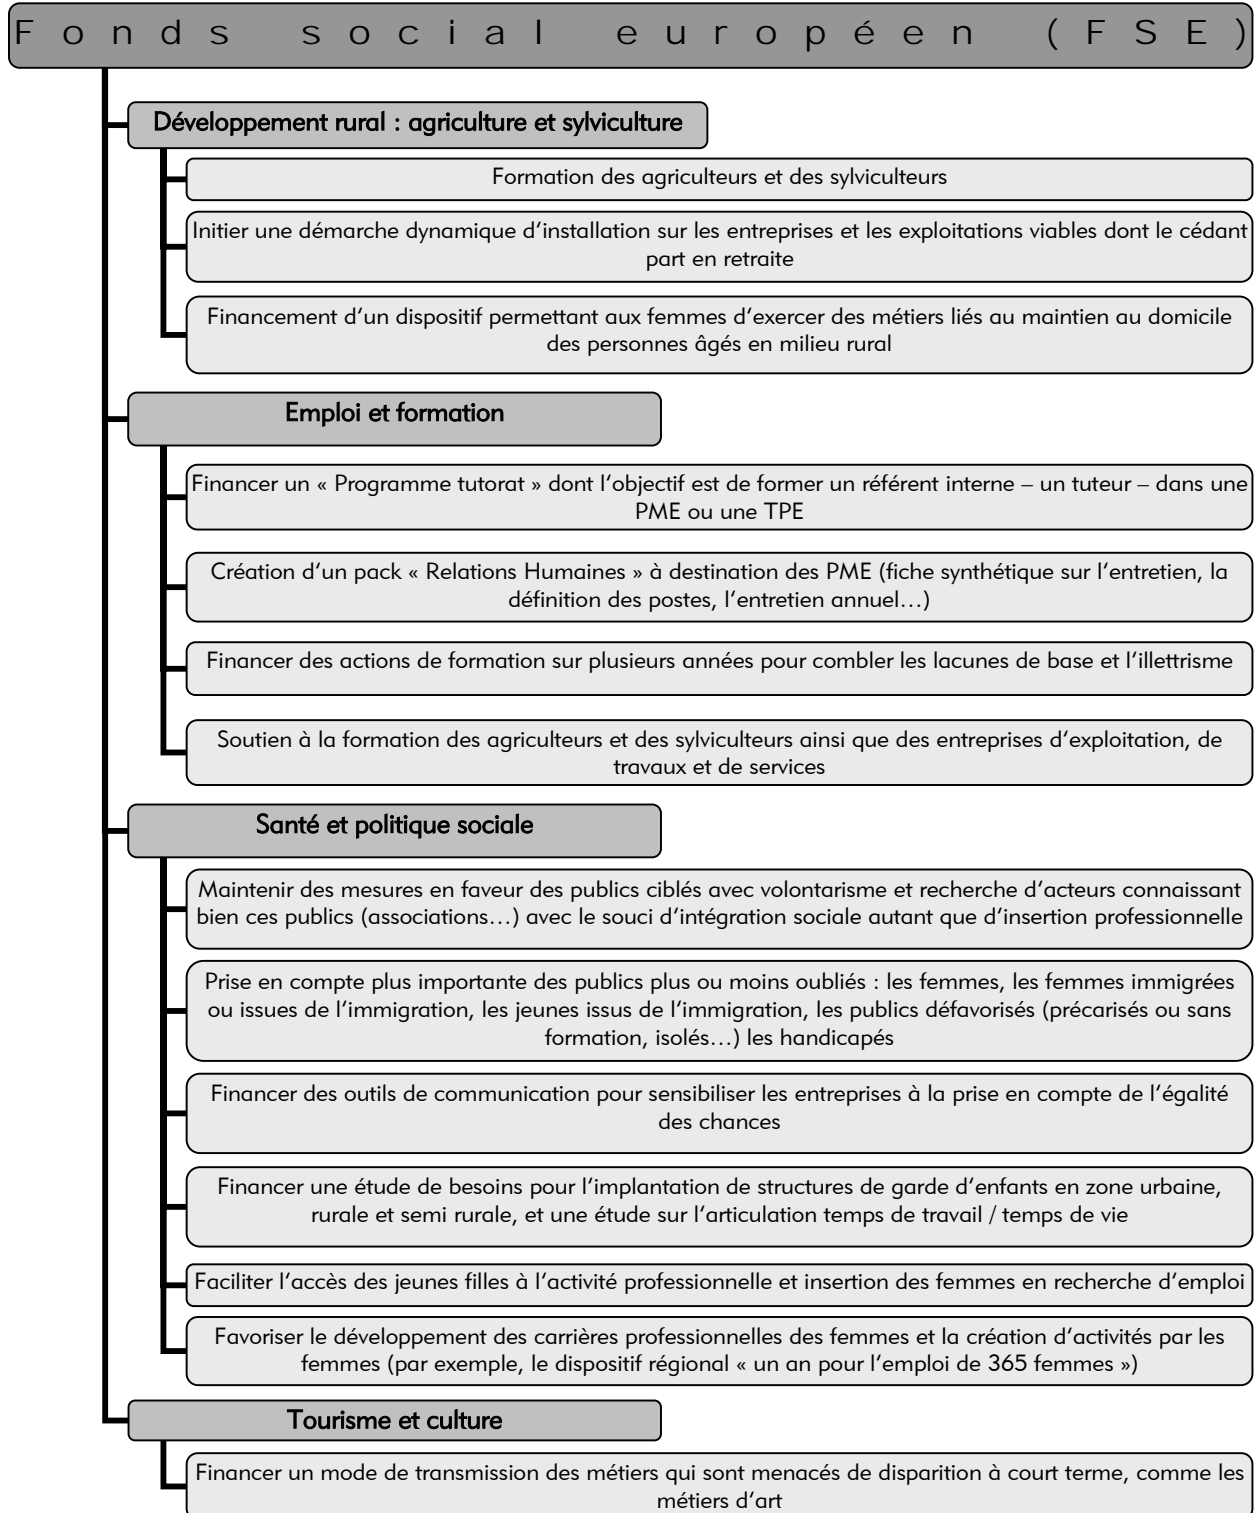 Fonds social européen (FSE)
Développement rural : agriculture et sylviculture
Formation des agriculteurs et des sylviculteurs
Initier une démarche dynamique d’installation sur les entreprises et les exploitations viables dont le cédant
part en retraite
Financement d’un dispositif permettant aux femmes d’exercer des métiers liés au maintien au domicile
des personnes âgés en milieu rural
Emploi et formation
Financer un « Programme tutorat » dont l’objectif est de former un référent interne – un tuteur – dans une
PME ou une TPE
Création d’un pack « Relations Humaines » à destination des PME (fiche synthétique sur l’entretien, la
définition des postes, l’entretien annuel…)
Financer des actions de formation sur plusieurs années pour combler les lacunes de base et l’illettrisme
Soutien à la formation des agriculteurs et des sylviculteurs ainsi que des entreprises d’exploitation, de
travaux et de services
Santé et politique sociale
Maintenir des mesures en faveur des publics ciblés avec volontarisme et recherche d’acteurs connaissant
bien ces publics (associations…) avec le souci d’intégration sociale autant que d’insertion professionnelle
Prise en compte plus importante des publics plus ou moins oubliés : les femmes, les femmes immigrées
ou issues de l’immigration, les jeunes issus de l’immigration, les publics défavorisés (précarisés ou sans
formation, isolés…) les handicapés
Financer des outils de communication pour sensibiliser les entreprises à la prise en compte de l’égalité
des chances
Financer une étude de besoins pour l’implantation de structures de garde d’enfants en zone urbaine,
rurale et semi rurale, et une étude sur l’articulation temps de travail / temps de vie
Faciliter l’accès des jeunes filles à l’activité professionnelle et insertion des femmes en recherche d’emploi
Favoriser le développement des carrières professionnelles des femmes et la création d’activités par les
femmes (par exemple, le dispositif régional « un an pour l’emploi de 365 femmes »)
Tourisme et culture
Financer un mode de transmission des métiers qui sont menacés de disparition à court terme, comme les
métiers d’art